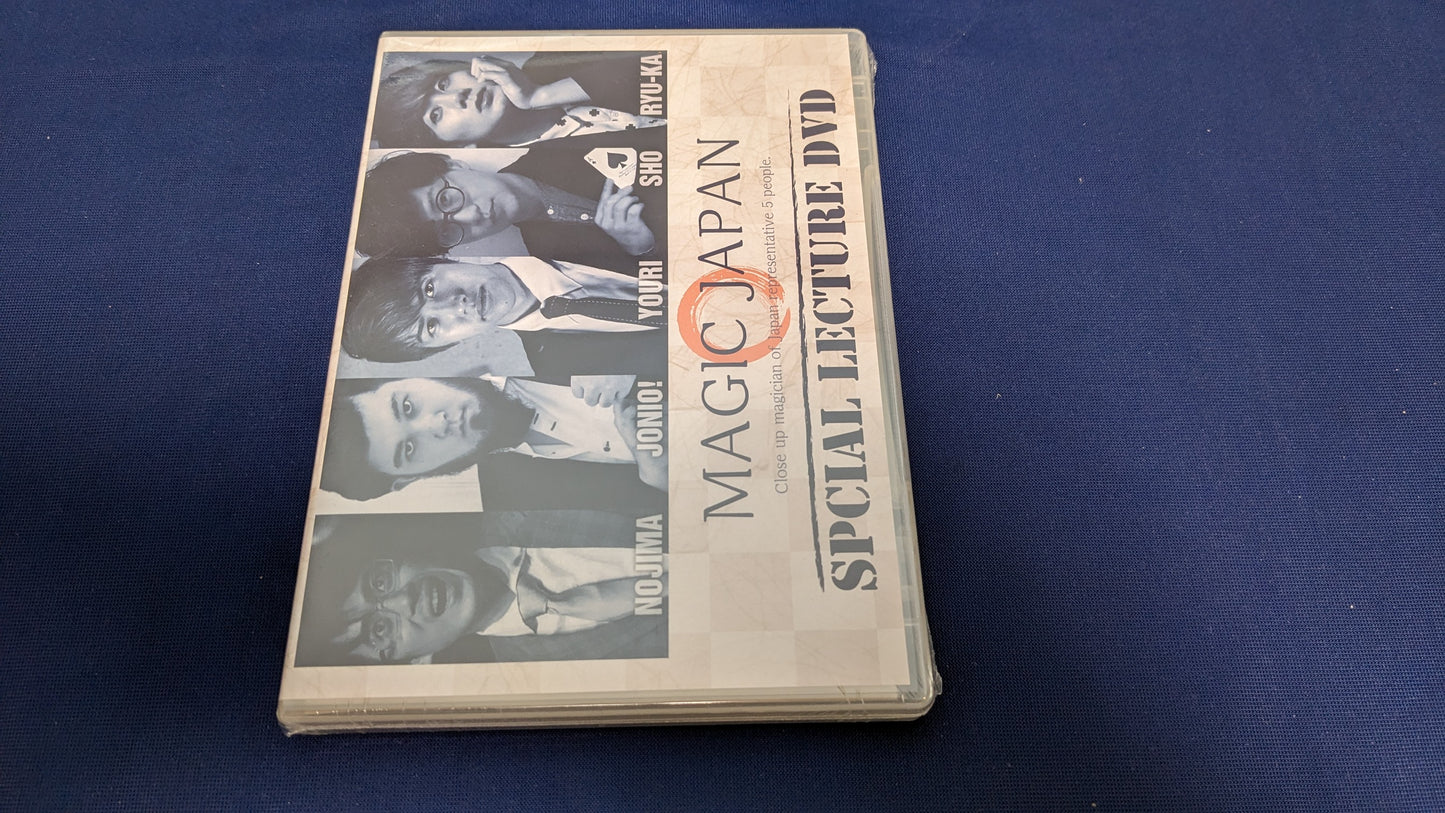 NOJIMA
JONIO!
YOURI
SHO
RYU-KA
MAGIC JAPAN
Close up magician of Japan representative 5 people.
SPCIAL LECTURE DVD